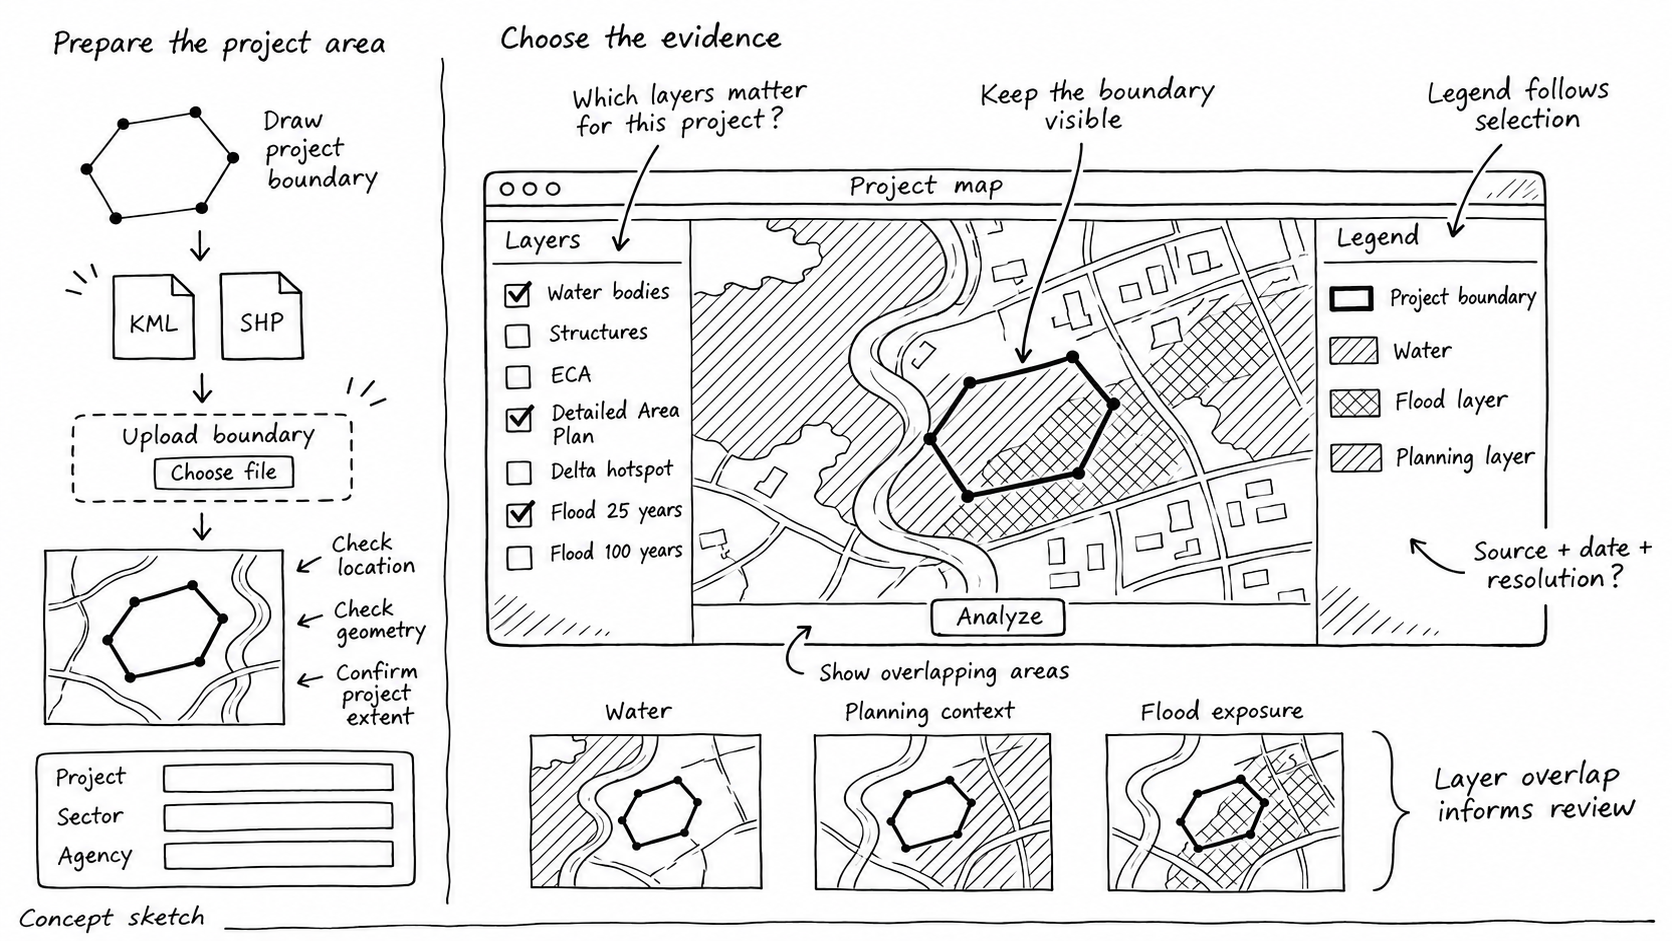 Prepare the project area
Draw
project
boundary
KML
SHP
Upload boundary
Choose file
Check
location
Check
geometry
Confirm
project
extent
Project
Sector
Agency
Concept sketch
Choose the evidence
Which layers matter
for this project?
Keep the boundary
visible
Legend follows
selection
Project map
Layers
Water bodies
Structures
ECA
Detailed Area
Plan
Delta hotspot
Flood 25 years
Flood 100 years
Legend
Project boundary
Water
Flood layer
Planning layer
Source + date +
resolution?
Analyze
Show overlapping areas
Water
Planning context
Flood exposure
Layer overlap
informs review